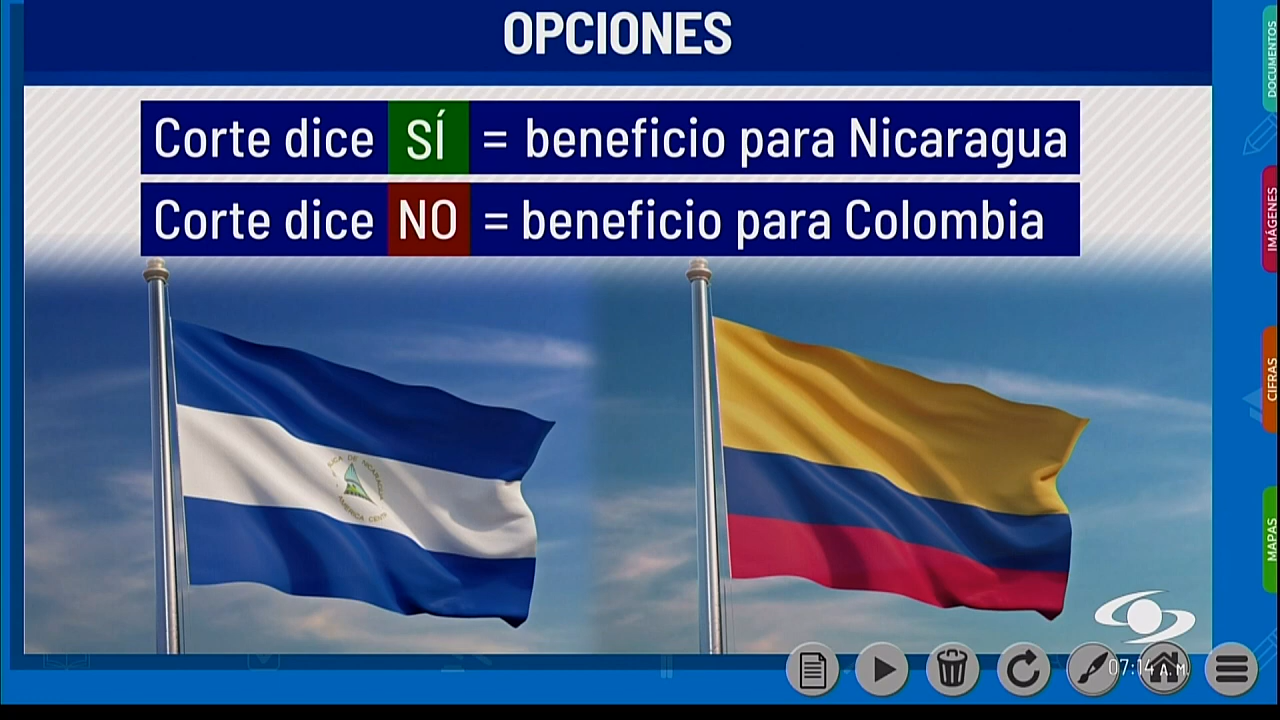 OPCIONES
Corte dice SÍ = beneficio para Nicaragua
Corte dice NO = beneficio para Colombia
DOCUMENTOS
IMÁGENES
CIFRAS
MAPAS
07:14 A.M.